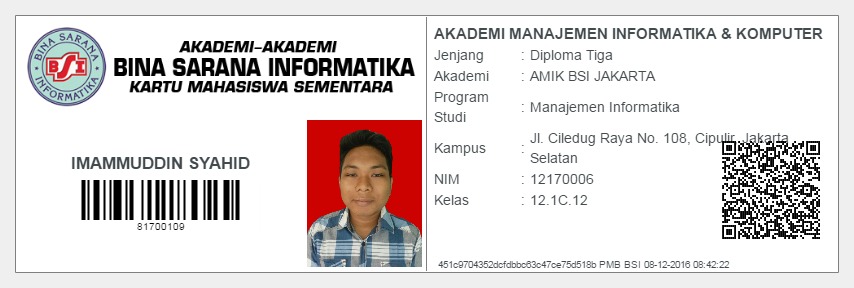 BINA SARANA
BSI
INFORMATIKA
AKADEMI-AKADEMI
BINA SARANA INFORMATIKA
KARTU MAHASISWA SEMENTARA
IMAMMUDDIN SYAHID
81700109
AKADEMI MANAJEMEN INFORMATIKA & KOMPUTER
Jenjang : Diploma Tiga
Akademi : AMIK BSI JAKARTA
Program
Studi : Manajemen Informatika
Kampus : Jl. Ciledug Raya No. 108, Cipulir, Jakarta
Selatan
NIM : 12170006
Kelas : 12.1C.12
451c9704352dcfdbbc63c47ce75d518b PMB BSI 08-12-2016 08:42:22